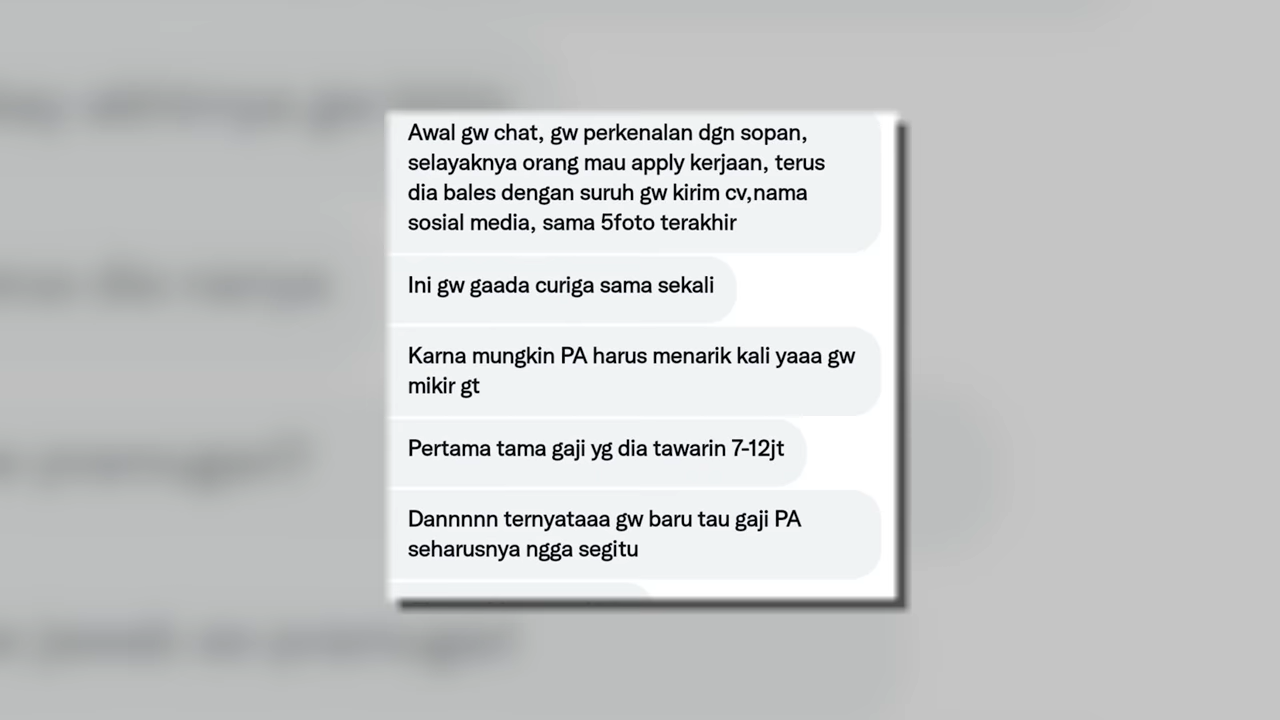 Awal gw chat, gw perkenalan dgn sopan,
selayaknya orang mau apply kerjaan, terus
dia bales dengan suruh gw kirim cv,nama
sosial media, sama 5foto terakhir
Ini gw gaada curiga sama sekali
Karna mungkin PA harus menarik kali yaaa gw
mikir gt
Pertama tama gaji yg dia tawarin 7-12jt
Dannnnn ternyataaa gw baru tau gaji PA
seharusnya ngga segitu